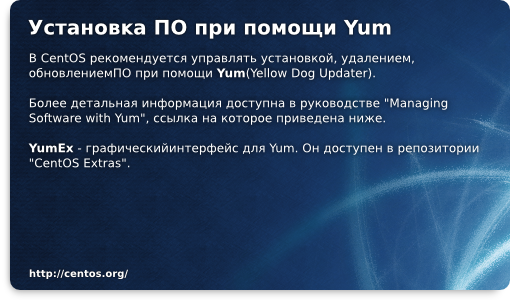 Установка ПО при помощи Yum
В CentOS рекомендуется управлять установкой, удалением,
обновлениемПО при помощи Yum(Yellow Dog Updater).
Более детальная информация доступна в руководстве "Managing
Software with Yum", ссылка на которое приведена ниже.
YumEx - графическийинтерфейс для Yum. Он доступен в репозитории
"CentOS Extras".
http://centos.org/